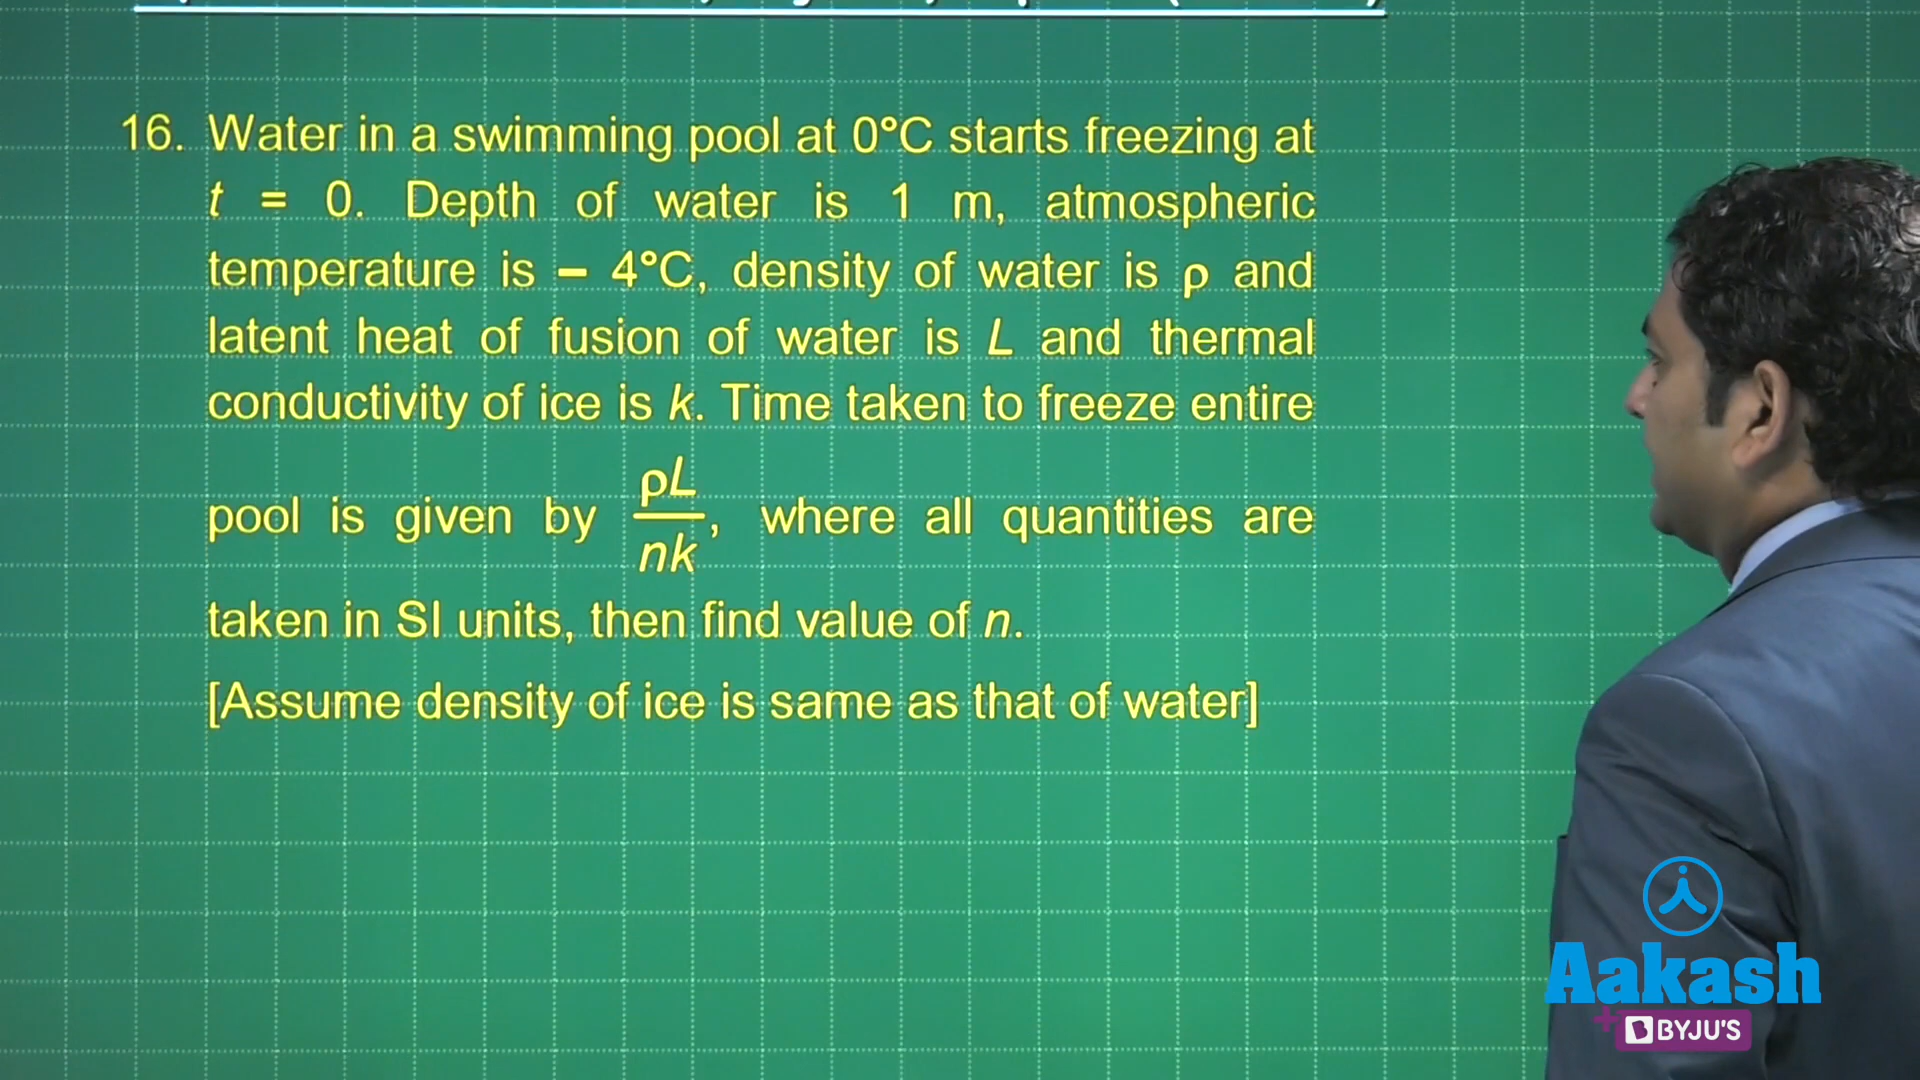 16. Water in a swimming pool at 0°C starts freezing at
t = 0. Depth of water is 1 m, atmospheric
temperature is – 4°C, density of water is ρ and
latent heat of fusion of water is L and thermal
conductivity of ice is k. Time taken to freeze entire
pool is given by ρL/nk, where all quantities are
taken in SI units, then find value of n.
[Assume density of ice is same as that of water]
Aakash
+ BYJU'S